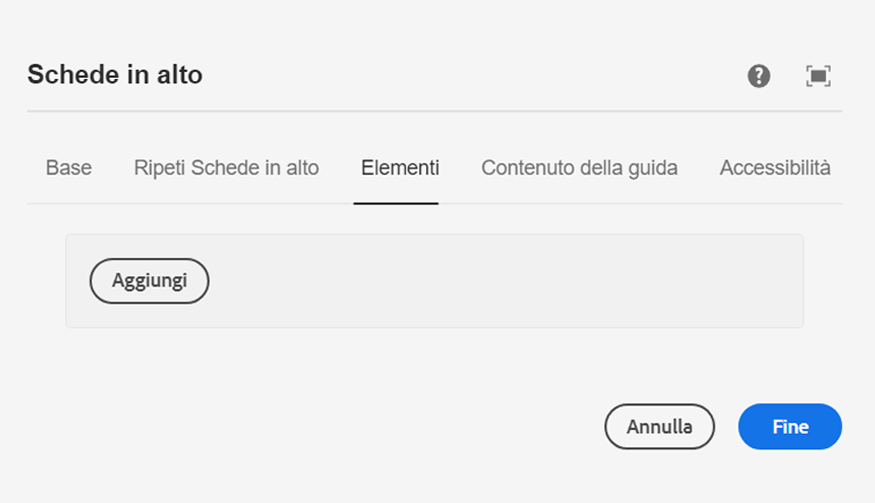 Schede in alto
Base Ripeti Schede in alto Elementi Contenuto della guida Accessibilità
Aggiungi
Annulla Fine